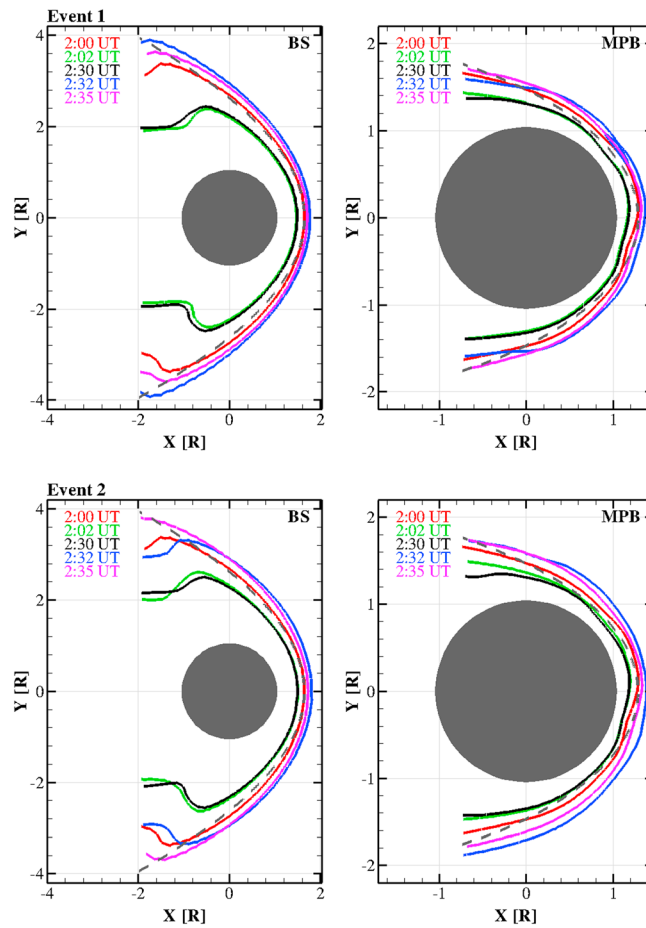 Event 1
BS
2:00 UT
2:02 UT
2:30 UT
2:32 UT
2:35 UT
Y [R]
4
2
0
-2
-4
-4
-2
0
2
X [R]
MPB
2:00 UT
2:02 UT
2:30 UT
2:32 UT
2:35 UT
Y [R]
2
1
0
-1
-2
-1
0
1
X [R]
Event 2
BS
2:00 UT
2:02 UT
2:30 UT
2:32 UT
2:35 UT
Y [R]
4
2
0
-2
-4
-4
-2
0
2
X [R]
MPB
2:00 UT
2:02 UT
2:30 UT
2:32 UT
2:35 UT
Y [R]
2
1
0
-1
-2
-1
0
1
X [R]